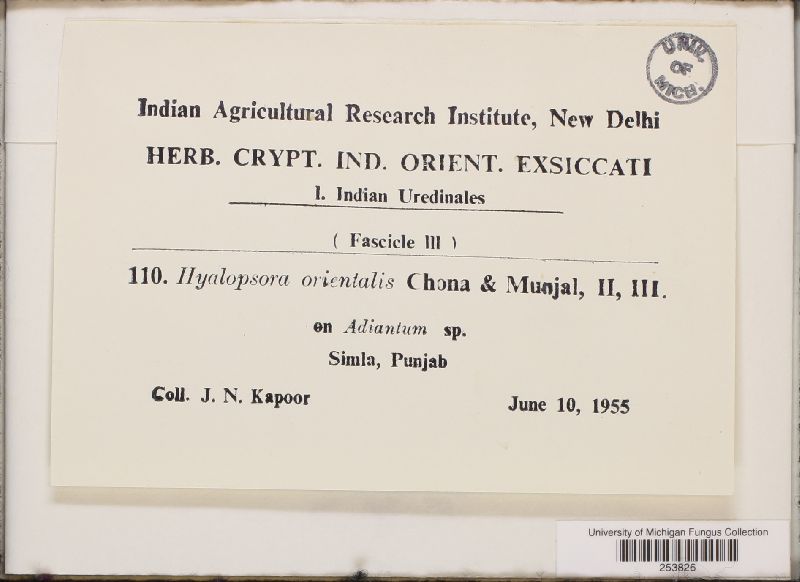 UNIV.
OF
MICH.
Indian Agricultural Research Institute, New Delhi
HERB. CRYPT. IND. ORIENT. EXSICCATI
I. Indian Uredinales
( Fascicle III )
110. Hyalopsora orientalis Chona & Munjal, II, III.
on Adiantum sp.
Simla, Punjab
Coll. J. N. Kapoor June 10, 1955
University of Michigan Fungus Collection
253826